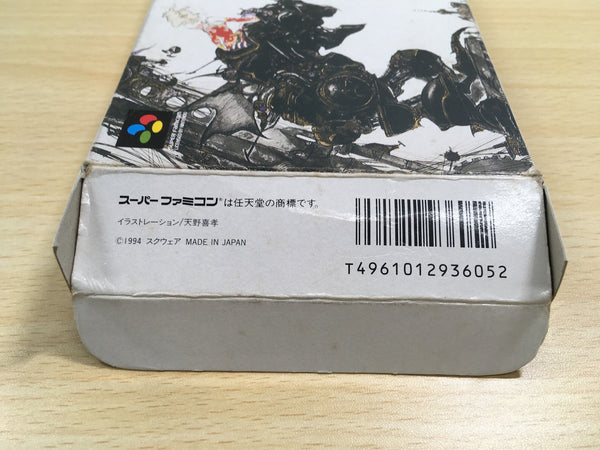 スーパーファミコン®は任天堂の商標です。
イラストレーション/天野喜孝
©1994 スクウェア MADE IN JAPAN
T4961012936052